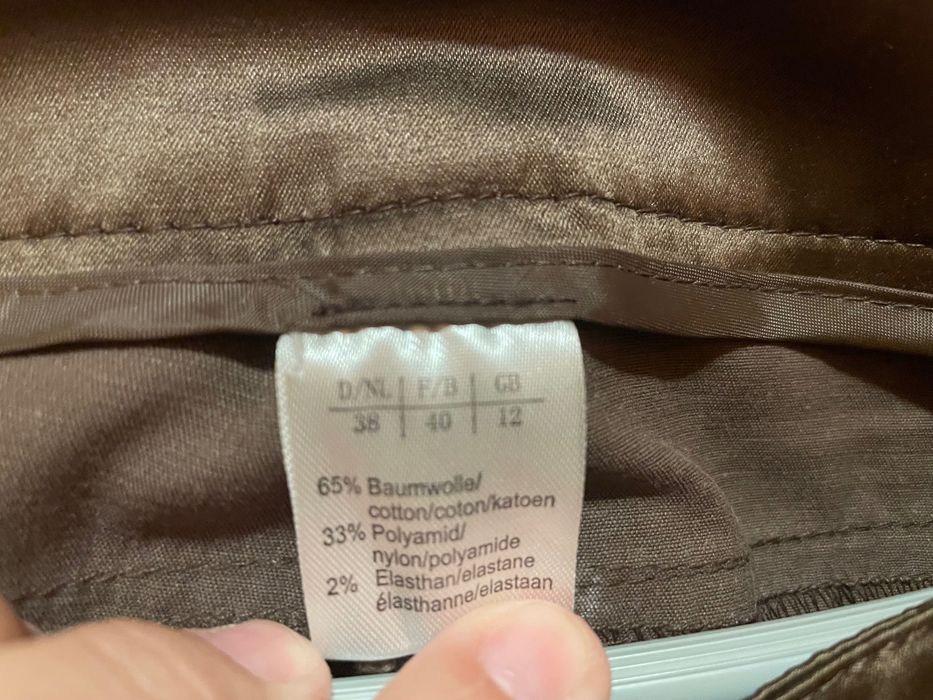 D/NL | F/B | GB
38 | 40 | 12
65% Baumwolle/
cotton/coton/katoen
33% Polyamid/
nylon/polyamide
2% Elasthan/elastane
élasthanne/elastaan